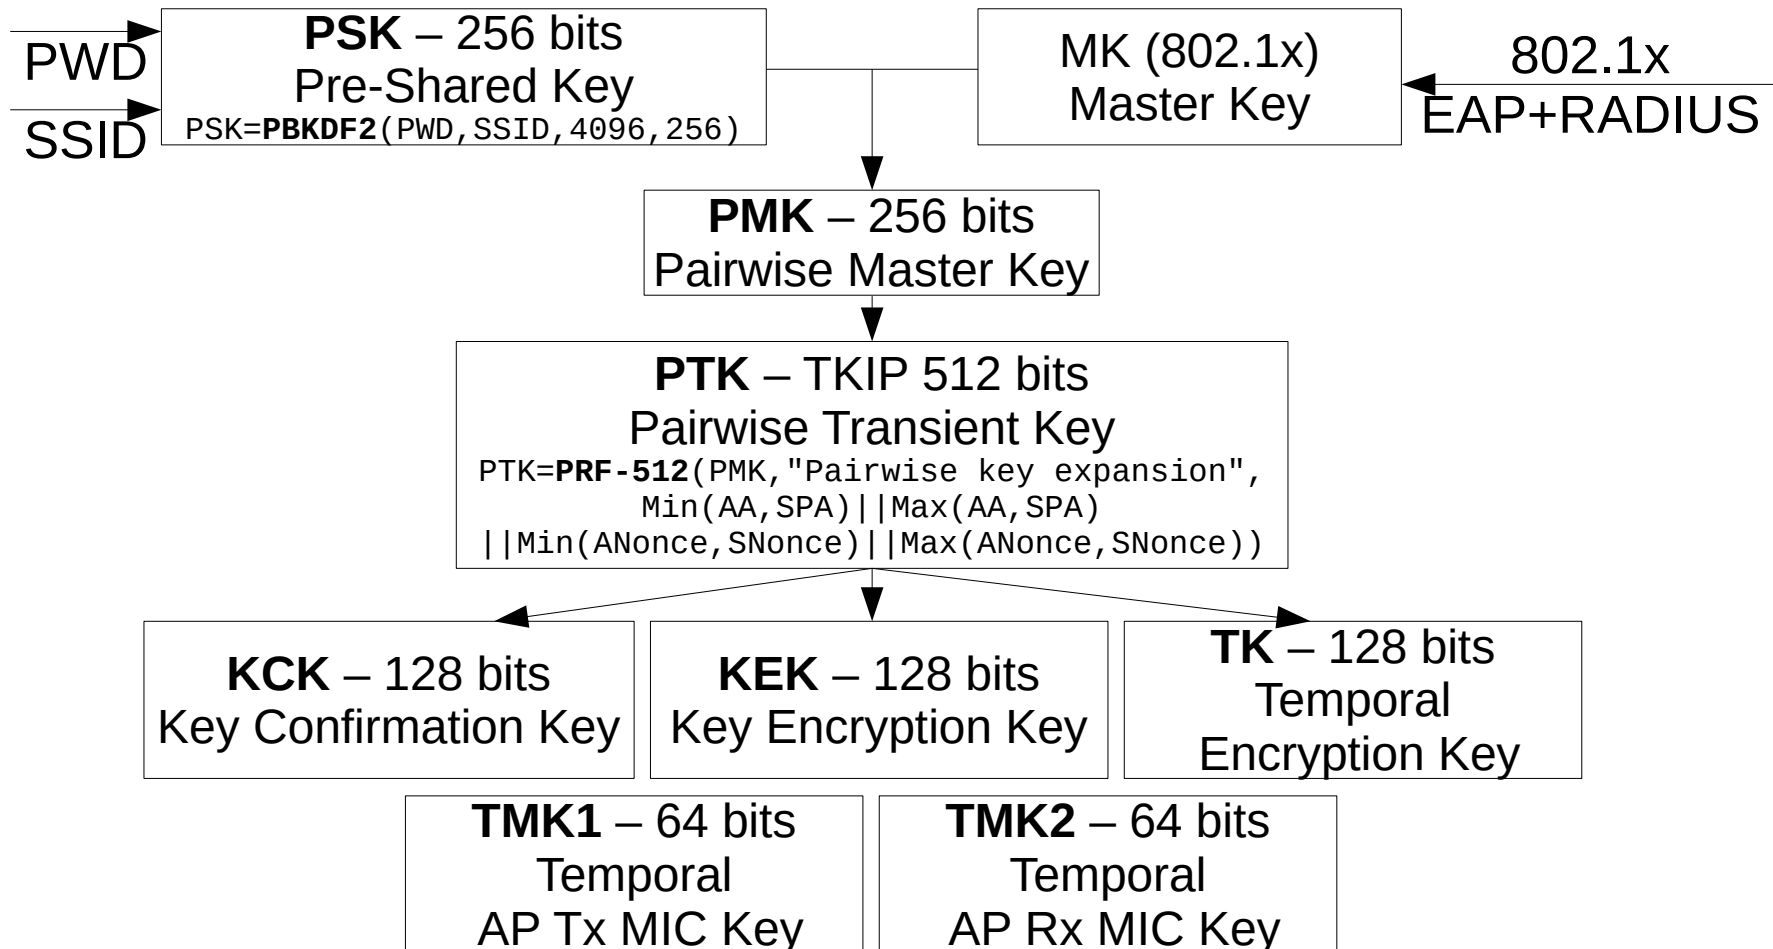 PWD
SSID
PSK – 256 bits
Pre-Shared Key
PSK=PBKDF2(PWD,SSID,4096,256)
MK (802.1x)
Master Key
802.1x
EAP+RADIUS
PMK – 256 bits
Pairwise Master Key
PTK – TKIP 512 bits
Pairwise Transient Key
PTK=PRF-512(PMK,"Pairwise key expansion",
Min(AA,SPA)||Max(AA,SPA)
||Min(ANonce,SNonce)||Max(ANonce,SNonce))
KCK – 128 bits
Key Confirmation Key
KEK – 128 bits
Key Encryption Key
TK – 128 bits
Temporal
Encryption Key
TMK1 – 64 bits
Temporal
AP Tx MIC Key
TMK2 – 64 bits
Temporal
AP Rx MIC Key